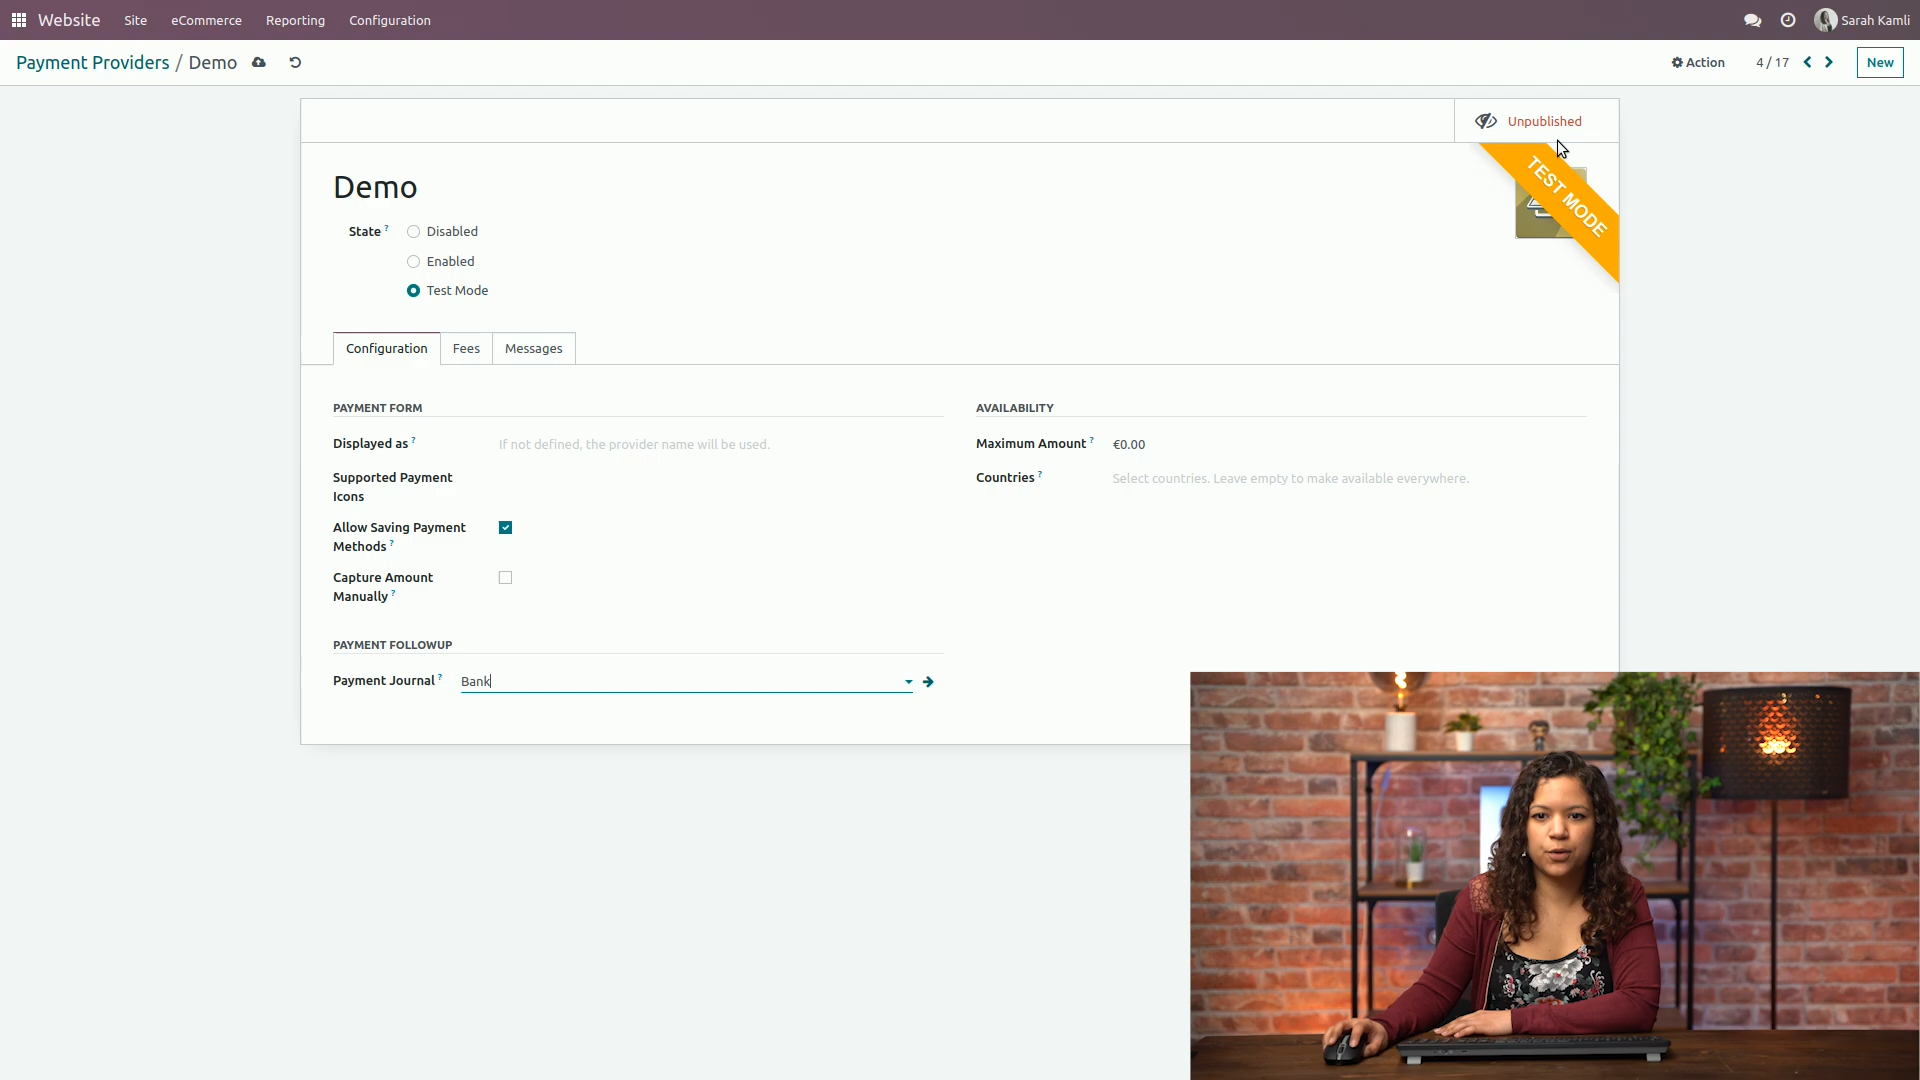 Website Site eCommerce Reporting Configuration Sarah Kamli
Payment Providers / Demo Action 4 / 17 New
Unpublished
TEST MODE
Demo
State ? Disabled
Enabled
Test Mode
Configuration Fees Messages
PAYMENT FORM
Displayed as ? If not defined, the provider name will be used.
Supported Payment
Icons
Allow Saving Payment
Methods ?
Capture Amount
Manually ?
PAYMENT FOLLOWUP
Payment Journal ? Bank
AVAILABILITY
Maximum Amount ? €0.00
Countries ? Select countries. Leave empty to make available everywhere.